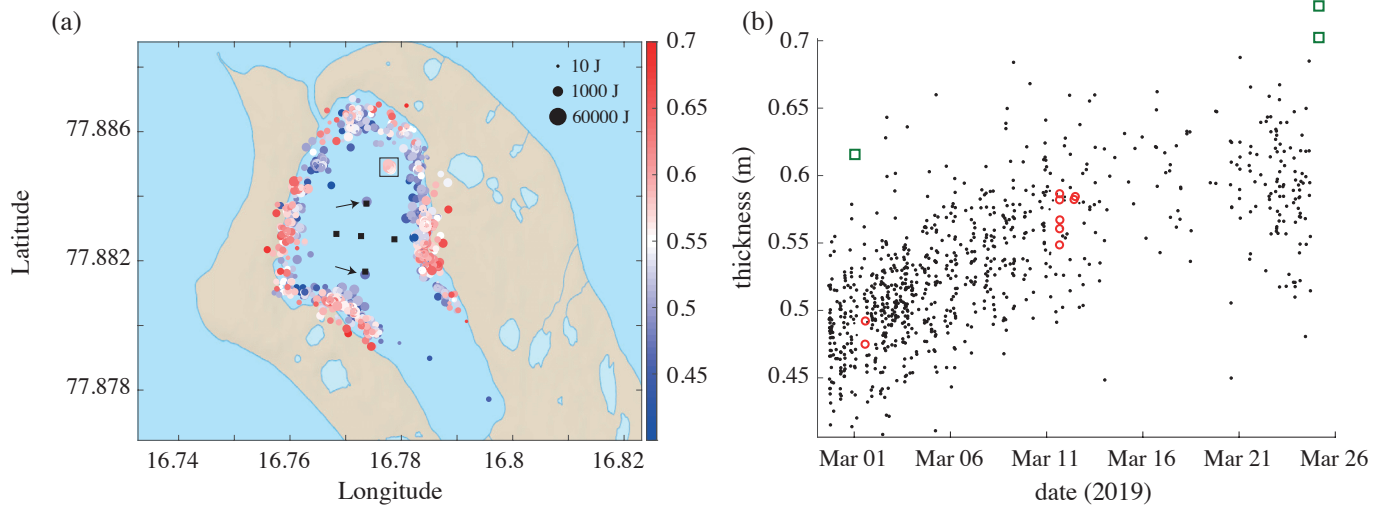 (a)
10 J
1000 J
60000 J
77.886
77.882
77.878
Latitude
16.74
16.76
16.78
16.8
16.82
Longitude
0.7
0.65
0.6
0.55
0.5
0.45
(b)
0.7
0.65
0.6
0.55
0.5
0.45
thickness (m)
Mar 01
Mar 06
Mar 11
Mar 16
Mar 21
Mar 26
date (2019)